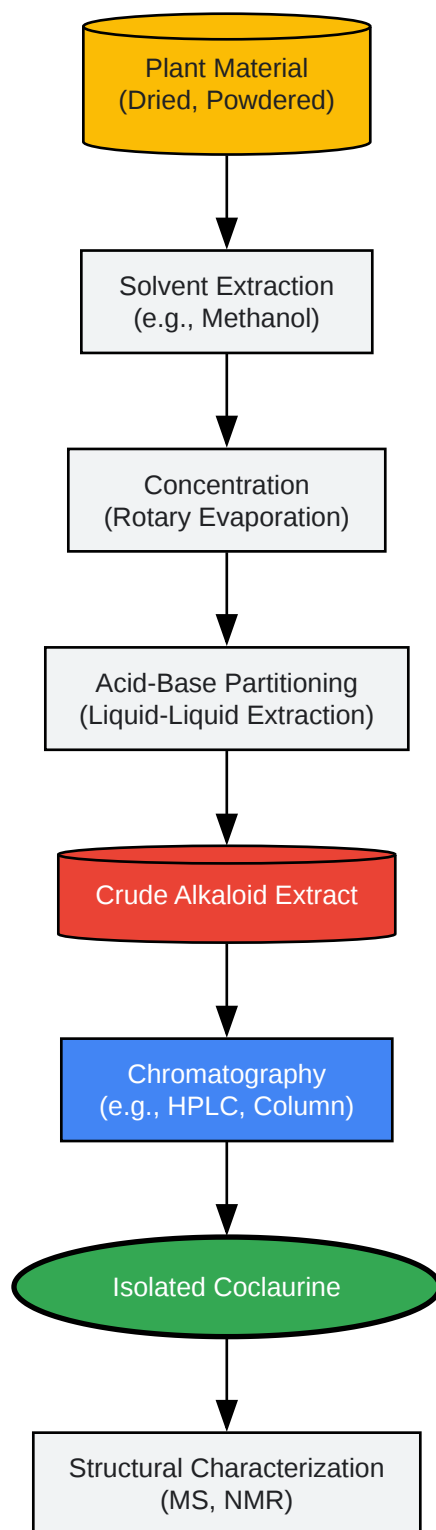 Plant Material
(Dried, Powdered)
Solvent Extraction
(e.g., Methanol)
Concentration
(Rotary Evaporation)
Acid-Base Partitioning
(Liquid-Liquid Extraction)
Crude Alkaloid Extract
Chromatography
(e.g., HPLC, Column)
Isolated Coclaurine
Structural Characterization
(MS, NMR)